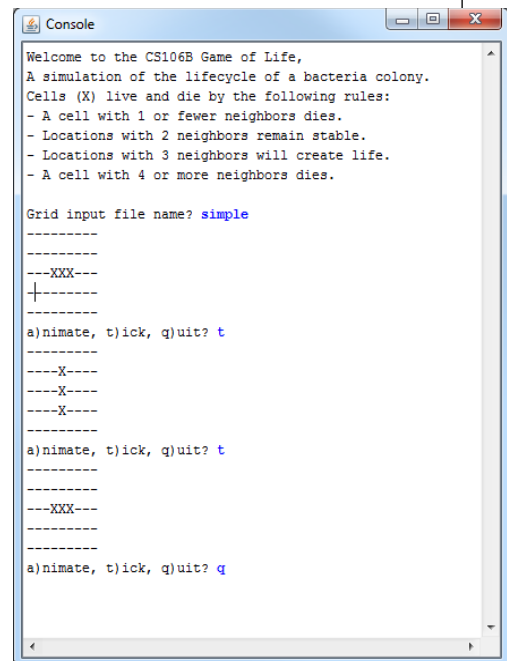 Console
Welcome to the CS106B Game of Life,
A simulation of the lifecycle of a bacteria colony.
Cells (X) live and die by the following rules:
- A cell with 1 or fewer neighbors dies.
- Locations with 2 neighbors remain stable.
- Locations with 3 neighbors will create life.
- A cell with 4 or more neighbors dies.
Grid input file name? simple
---------
---------
---XXX---
---------
---------
a)nimate, t)ick, q)uit? t
---------
----X----
----X----
----X----
---------
a)nimate, t)ick, q)uit? t
---------
---------
---XXX---
---------
---------
a)nimate, t)ick, q)uit? q